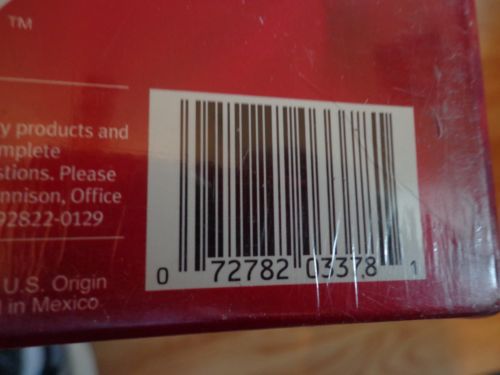 TM
y products and
mplete
stions. Please
nnison, Office
92822-0129
U.S. Origin
in Mexico
0 72782 03378 1